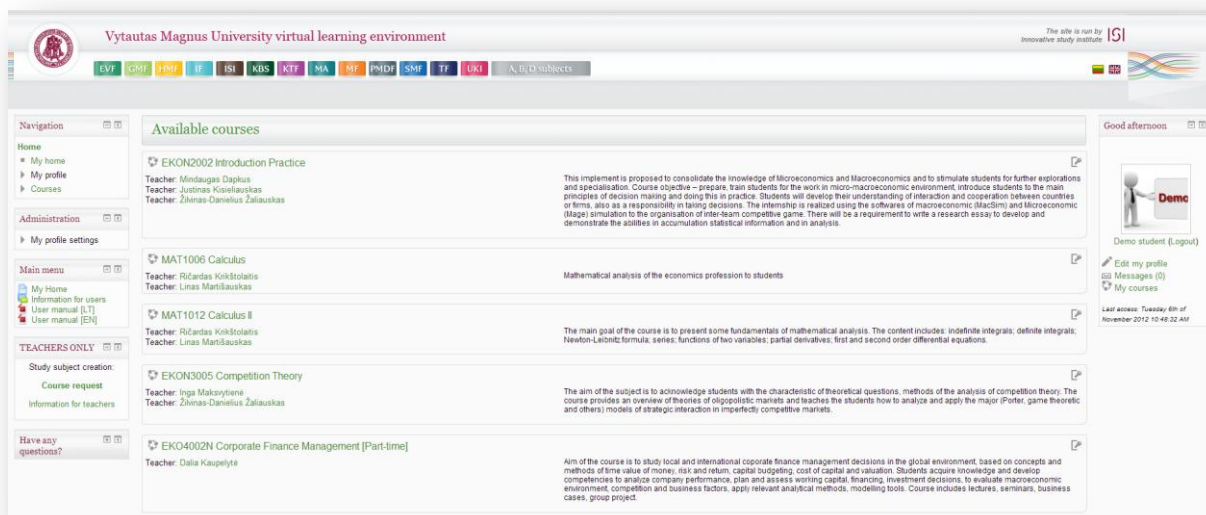 Vytautas Magnus University virtual learning environment
The site is run by
Innovative study institute
ISI
EVF GMF HMF IF ISI KBS KTF MA MF PMDF SMF TF UKI A, B, D subjects
Navigation
Home
My home
My profile
Courses
Administration
My profile settings
Main menu
My Home
Information for users
User manual [LT]
User manual [EN]
TEACHERS ONLY
Study subject creation:
Course request
Information for teachers
Have any
questions?
Available courses
EKON2002 Introduction Practice
Teacher: Mindaugas Dapkus
Teacher: Justinas Kisieliauskas
Teacher: Žilvinas-Danielius Žaliauskas
This implement is proposed to consolidate the knowledge of Microeconomics and Macroeconomics and to stimulate students for further explorations
and specialisation. Course objective – prepare, train students for the work in micro-macroeconomic environment, introduce students to the main
principles of decision making and doing this in practice. Students will develop their understanding of interaction and cooperation between countries
or firms, also as a responsibility in taking decisions. The internship is realized using the softwares of macroeconomic (MacSim) and Microeconomic
(Mage) simulation to the organisation of inter-team competitive game. There will be a requirement to write a research essay to develop and
demonstrate the abilities in accumulation statistical information and in analysis.
MAT1006 Calculus
Teacher: Ričardas Krikštolaitis
Teacher: Linas Martišauskas
Mathematical analysis of the economics profession to students
MAT1012 Calculus II
Teacher: Ričardas Krikštolaitis
Teacher: Linas Martišauskas
The main goal of the course is to present some fundamentals of mathematical analysis. The content includes: indefinite integrals; definite integrals;
Newton-Leibnitz formula; series; functions of two variables; partial derivatives; first and second order differential equations.
EKON3005 Competition Theory
Teacher: Inga Maksvytienė
Teacher: Žilvinas-Danielius Žaliauskas
The aim of the subject is to acknowledge students with the characteristic of theoretical questions, methods of the analysis of competition theory. The
course provides an overview of theories of oligopolistic markets and teaches the students how to analyze and apply the major (Porter, game theoretic
and others) models of strategic interaction in imperfectly competitive markets.
EKO4002N Corporate Finance Management [Part-time]
Teacher: Dalia Kaupelytė
Aim of the course is to study local and international coporate finance management decisions in the global environment, based on concepts and
methods of time value of money, risk and return, capital budgeting, cost of capital and valuation. Students acquire knowledge and develop
competencies to analyze company performance, plan and assess working capital, financing, investment decisions, to evaluate macroeconomic
environment, competition and business factors, apply relevant analytical methods, modelling tools. Course includes lectures, seminars, business
cases, group project.
Good afternoon
Demo
Demo student (Logout)
Edit my profile
Messages (0)
My courses
Last access: Tuesday 6th of
November 2012 10:48:32 AM